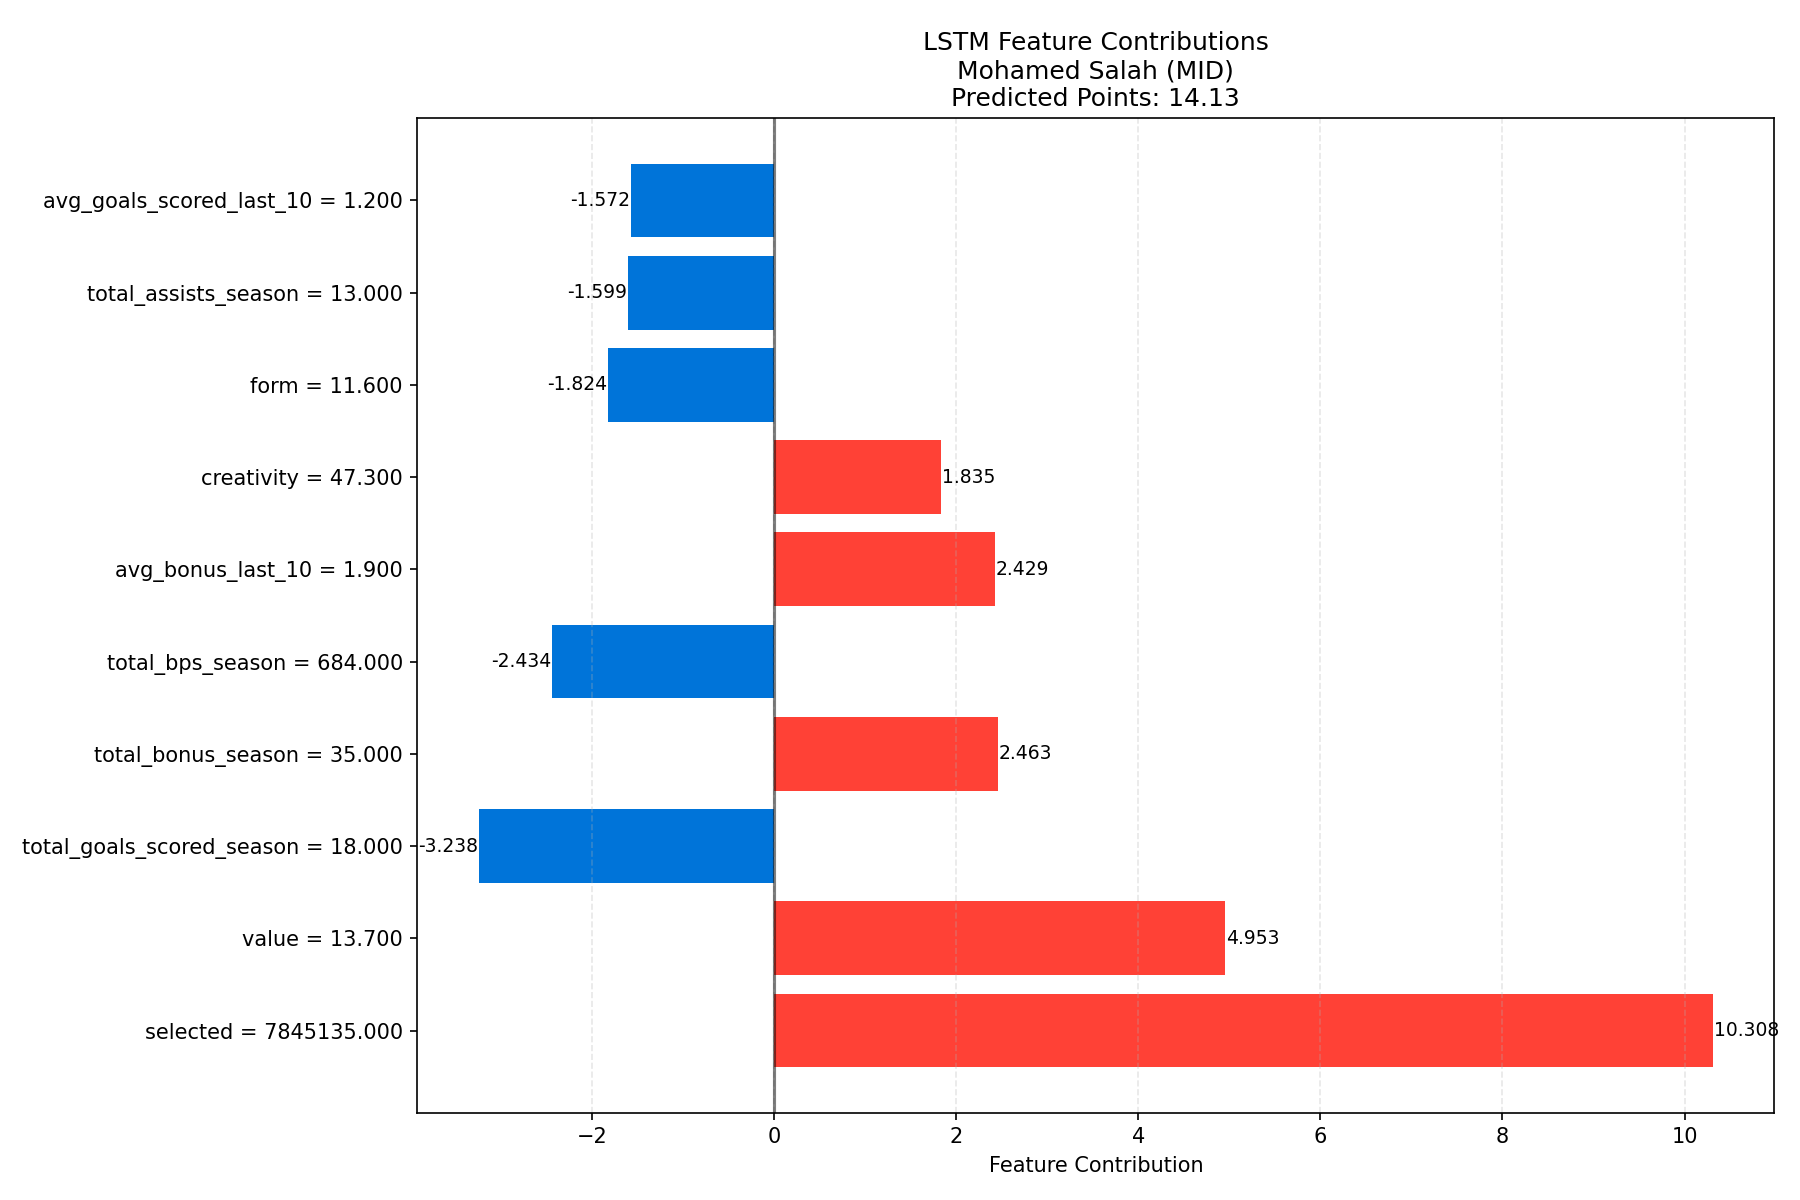 LSTM Feature Contributions
Mohamed Salah (MID)
Predicted Points: 14.13
avg_goals_scored_last_10 = 1.200
-1.572
total_assists_season = 13.000
-1.599
form = 11.600
-1.824
creativity = 47.300
1.835
avg_bonus_last_10 = 1.900
2.429
total_bps_season = 684.000
-2.434
total_bonus_season = 35.000
2.463
total_goals_scored_season = 18.000
-3.238
value = 13.700
4.953
selected = 7845135.000
10.308
−2 0 2 4 6 8 10
Feature Contribution